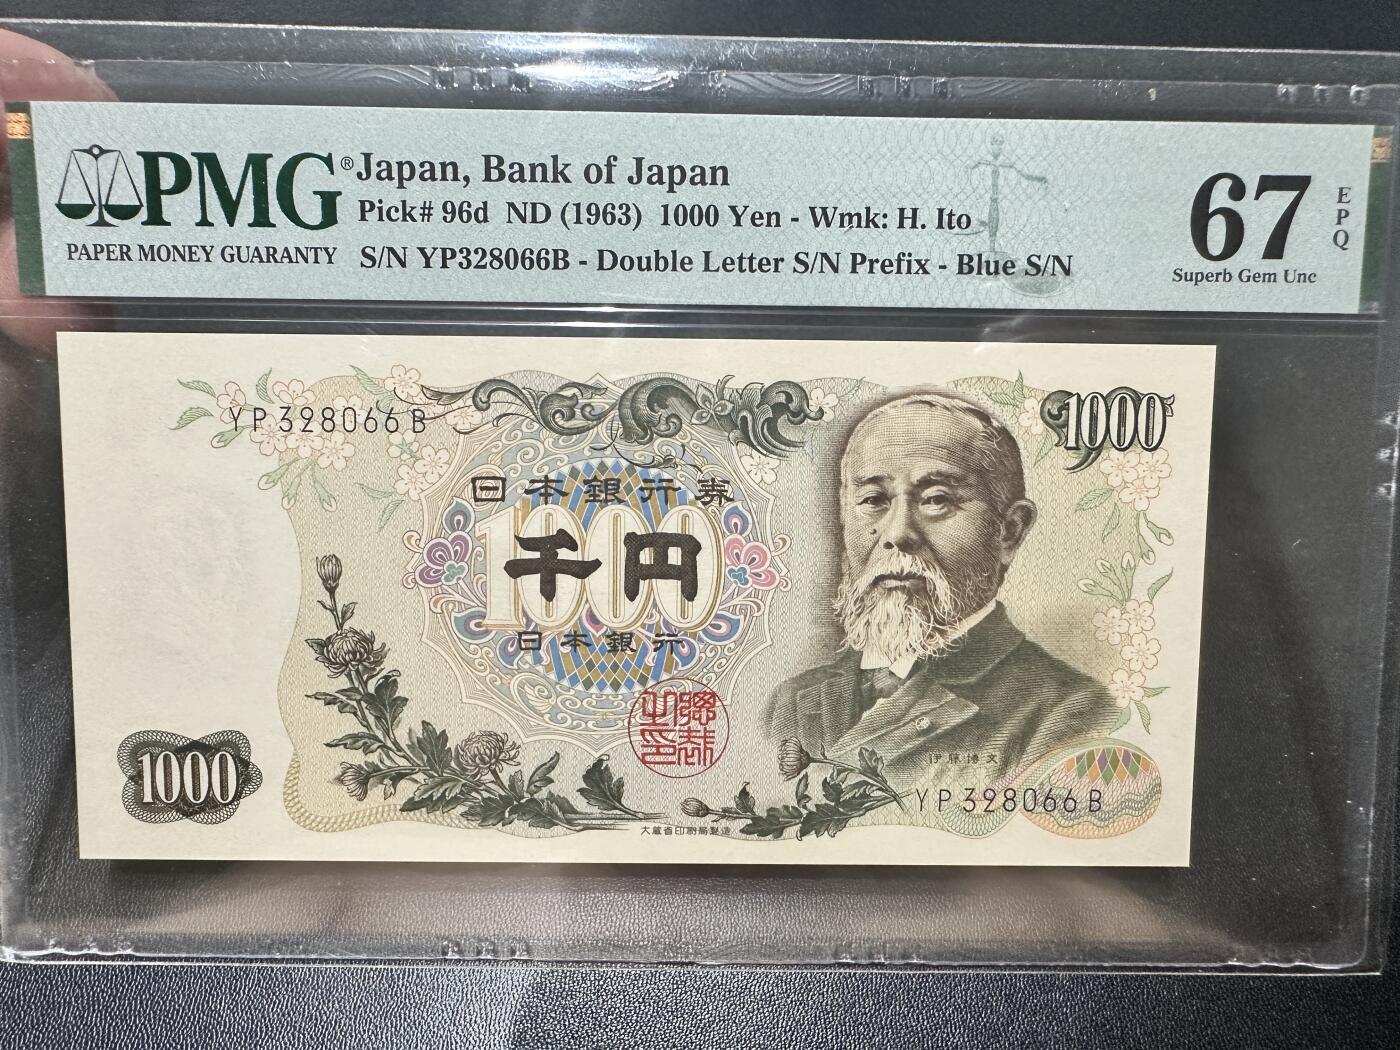 PMG®
PAPER MONEY GUARANTY
Japan, Bank of Japan
Pick# 96d ND (1963) 1000 Yen - Wmk: H. Ito
S/N YP328066B - Double Letter S/N Prefix - Blue S/N
67
EPQ
Superb Gem Unc
YP328066B
1000
日本銀行券
1000
千円
日本銀行
伊藤博文
1000
YP328066B
大蔵省印刷局製造